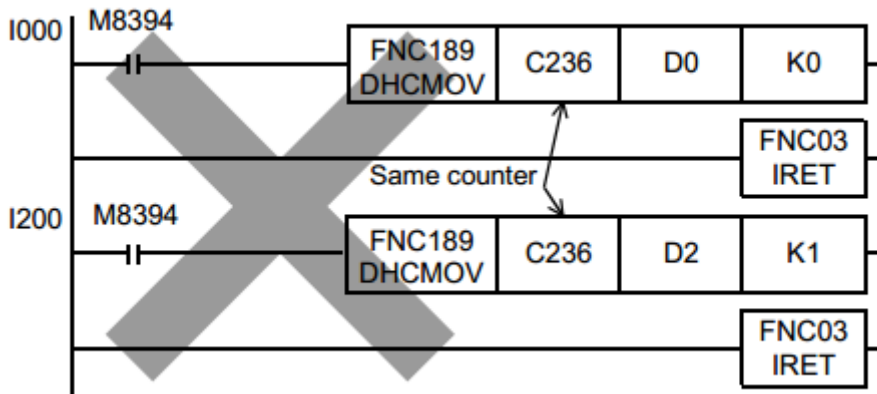 I000
M8394
FNC189
DHCMOV
C236
D0
K0
FNC03
IRET
Same counter
I200
M8394
FNC189
DHCMOV
C236
D2
K1
FNC03
IRET